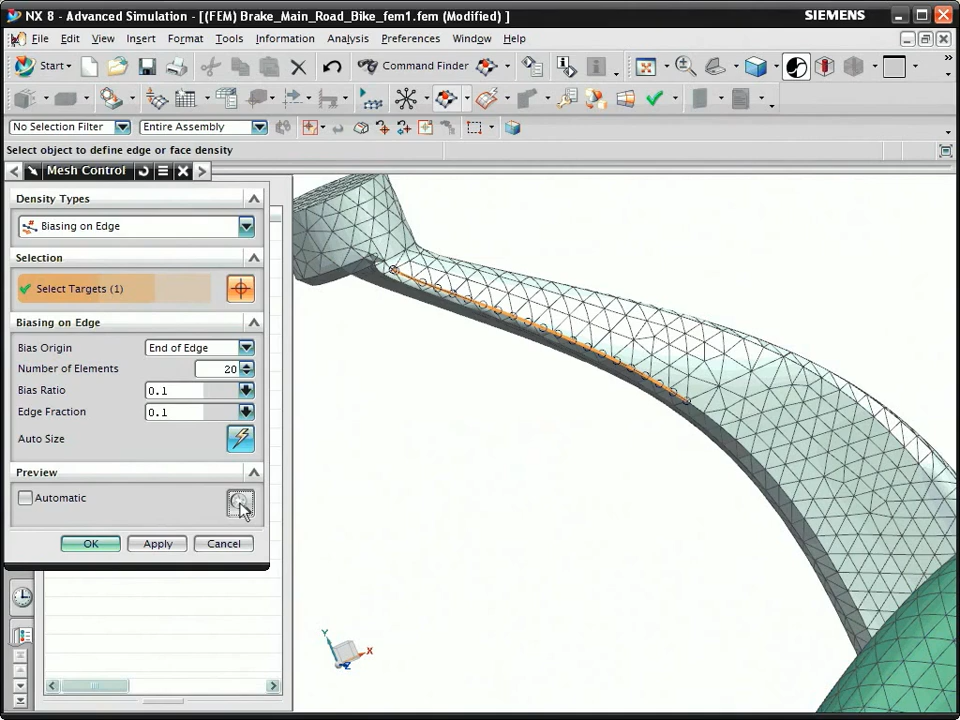 NX 8 - Advanced Simulation - [(FEM) Brake_Main_Road_Bike_fem1.fem (Modified) ]
SIEMENS
File Edit View Insert Format Tools Information Analysis Preferences Window Help
Start
Command Finder
No Selection Filter
Entire Assembly
Select object to define edge or face density
Mesh Control
Density Types
Biasing on Edge
Selection
Select Targets (1)
Biasing on Edge
Bias Origin
End of Edge
Number of Elements
20
Bias Ratio
0.1
Edge Fraction
0.1
Auto Size
Preview
Automatic
OK
Apply
Cancel
Y
X
Z